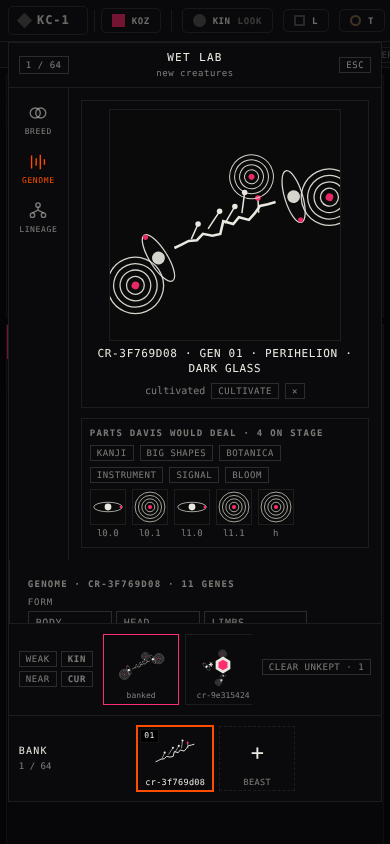 KC-1 KOZ KIN LOOK L T
1 / 64
WET LAB
new creatures
ESC
BREED
GENOME
LINEAGE
CR-3F769D08 · GEN 01 · PERIHELION ·
DARK GLASS
cultivated CULTIVATE ×
PARTS DAVIS WOULD DEAL · 4 ON STAGE
KANJI BIG SHAPES BOTANICA
INSTRUMENT SIGNAL BLOOM
l0.0 l0.1 l1.0 l1.1 h
GENOME · CR-3F769D08 · 11 GENES
FORM
BODY HEAD LIMBS
WEAK KIN
NEAR CUR
banked
cr-9e315424
CLEAR UNKEPT · 1
BANK
1 / 64
01
cr-3f769d08
+
BEAST